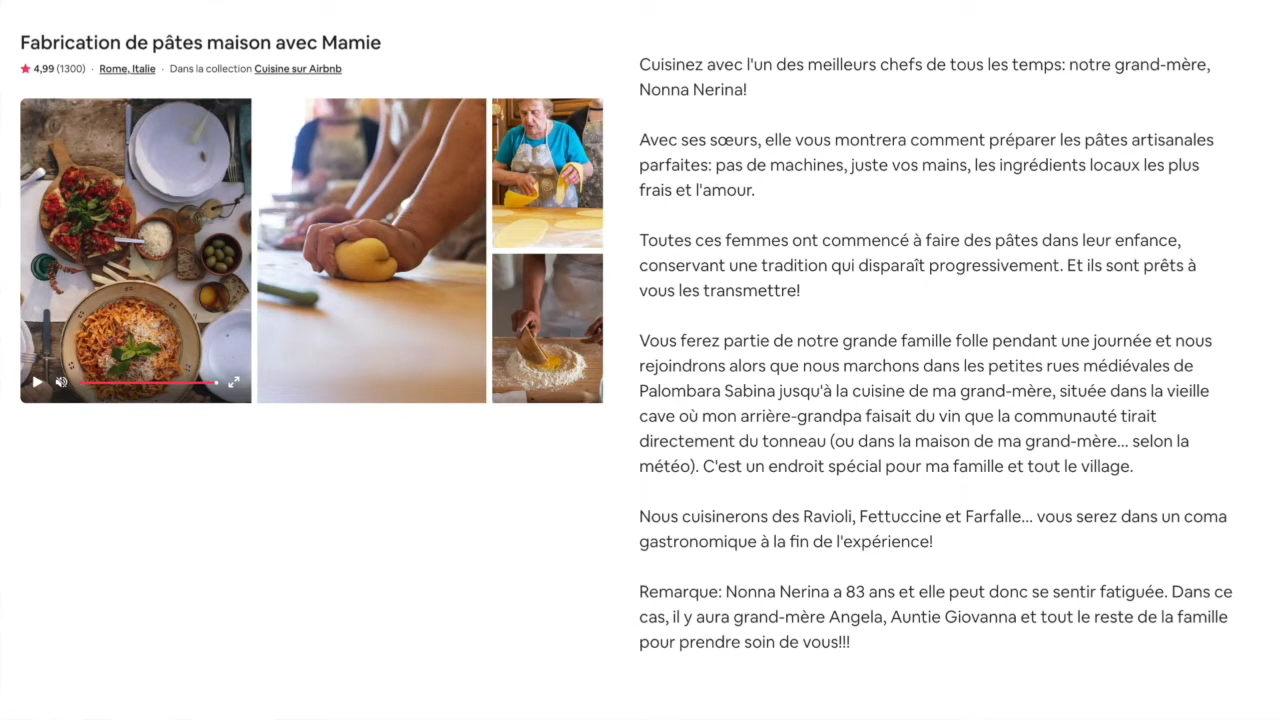 Fabrication de pâtes maison avec Mamie
4,99 (1300) · Rome, Italie · Dans la collection Cuisine sur Airbnb
Cuisinez avec l'un des meilleurs chefs de tous les temps: notre grand-mère,
Nonna Nerina!
Avec ses sœurs, elle vous montrera comment préparer les pâtes artisanales
parfaites: pas de machines, juste vos mains, les ingrédients locaux les plus
frais et l'amour.
Toutes ces femmes ont commencé à faire des pâtes dans leur enfance,
conservant une tradition qui disparaît progressivement. Et ils sont prêts à
vous les transmettre!
Vous ferez partie de notre grande famille folle pendant une journée et nous
rejoindrons alors que nous marchons dans les petites rues médiévales de
Palombara Sabina jusqu'à la cuisine de ma grand-mère, située dans la vieille
cave où mon arrière-grandpa faisait du vin que la communauté tirait
directement du tonneau (ou dans la maison de ma grand-mère... selon la
météo). C'est un endroit spécial pour ma famille et tout le village.
Nous cuisinerons des Ravioli, Fettuccine et Farfalle... vous serez dans un coma
gastronomique à la fin de l'expérience!
Remarque: Nonna Nerina a 83 ans et elle peut donc se sentir fatiguée. Dans ce
cas, il y aura grand-mère Angela, Auntie Giovanna et tout le reste de la famille
pour prendre soin de vous!!!